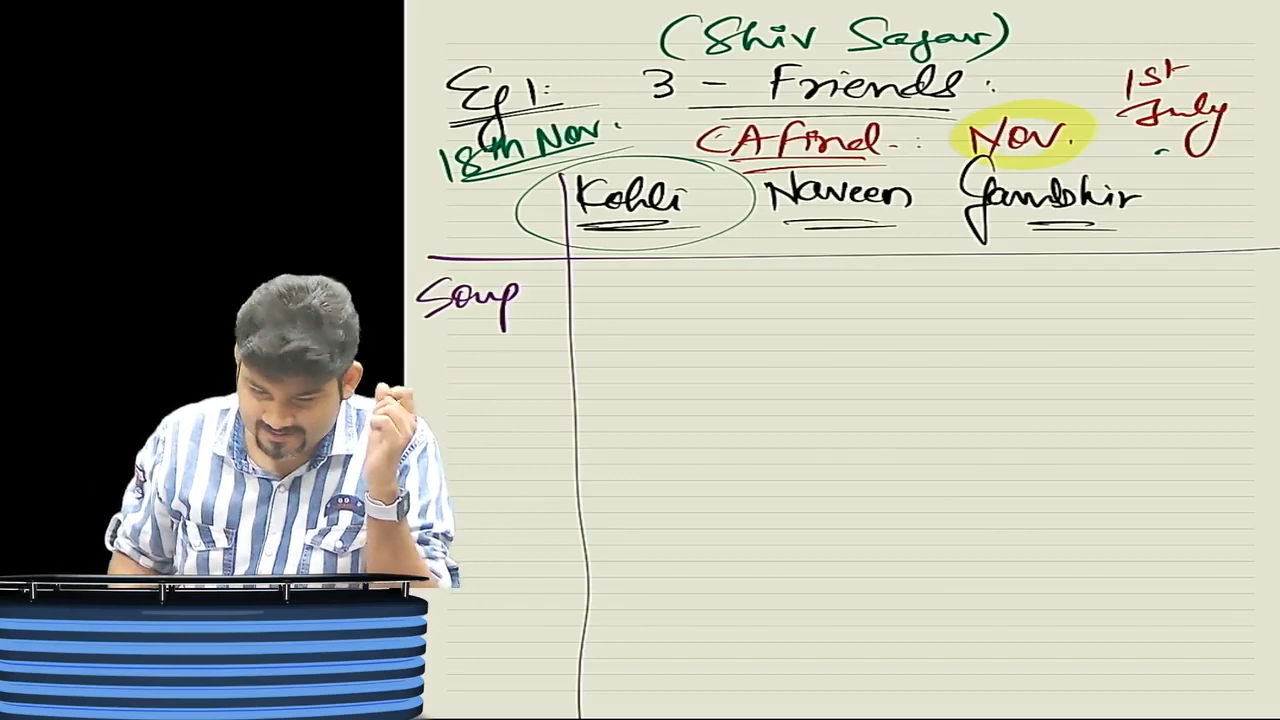 (Shiv Sagar)
Eg 1: 3 - Friends:
1st July
18th Nov. CA Final.: Nov.
Kohli Naveen Gambhir
Soup